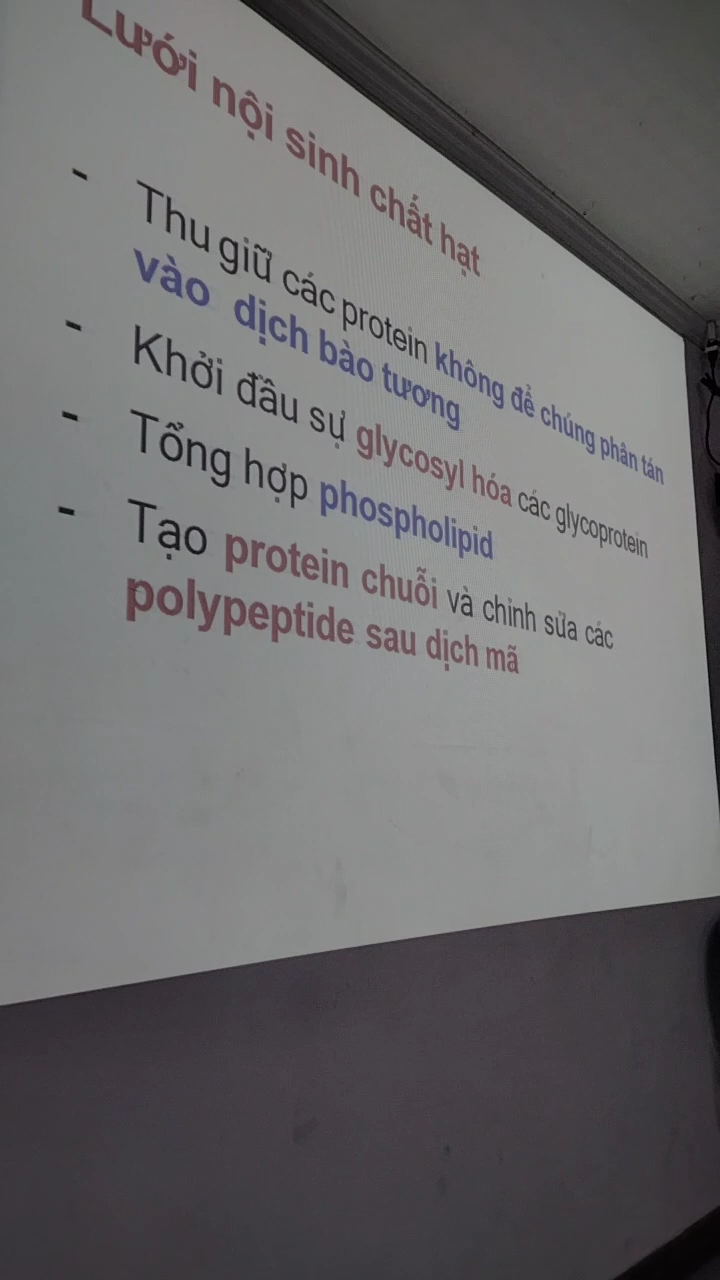 Lưới nội sinh chất hạt
- Thu giữ các protein không để chúng phân tán
vào dịch bào tương
- Khởi đầu sự glycosyl hóa các glycoprotein
- Tổng hợp phospholipid
- Tạo protein chuỗi và chỉnh sửa các
polypeptide sau dịch mã